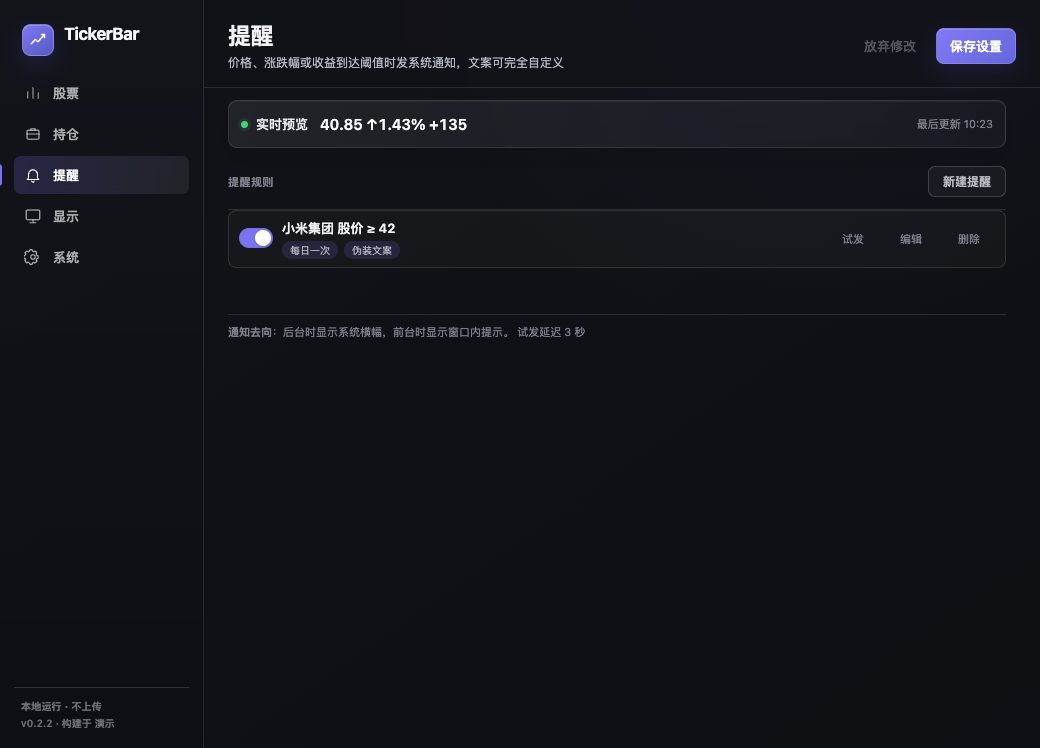 TickerBar
股票
持仓
提醒
显示
系统
本地运行 · 不上传
v0.2.2 · 构建于 演示
提醒
价格、涨跌幅或收益到达阈值时发系统通知，文案可完全自定义
放弃修改
保存设置
实时预览 40.85 ↑1.43% +135
最后更新 10:23
提醒规则
新建提醒
小米集团 股价 ≥ 42
每日一次 伪装文案
试发 编辑 删除
通知去向：后台时显示系统横幅，前台时显示窗口内提示。 试发延迟 3 秒